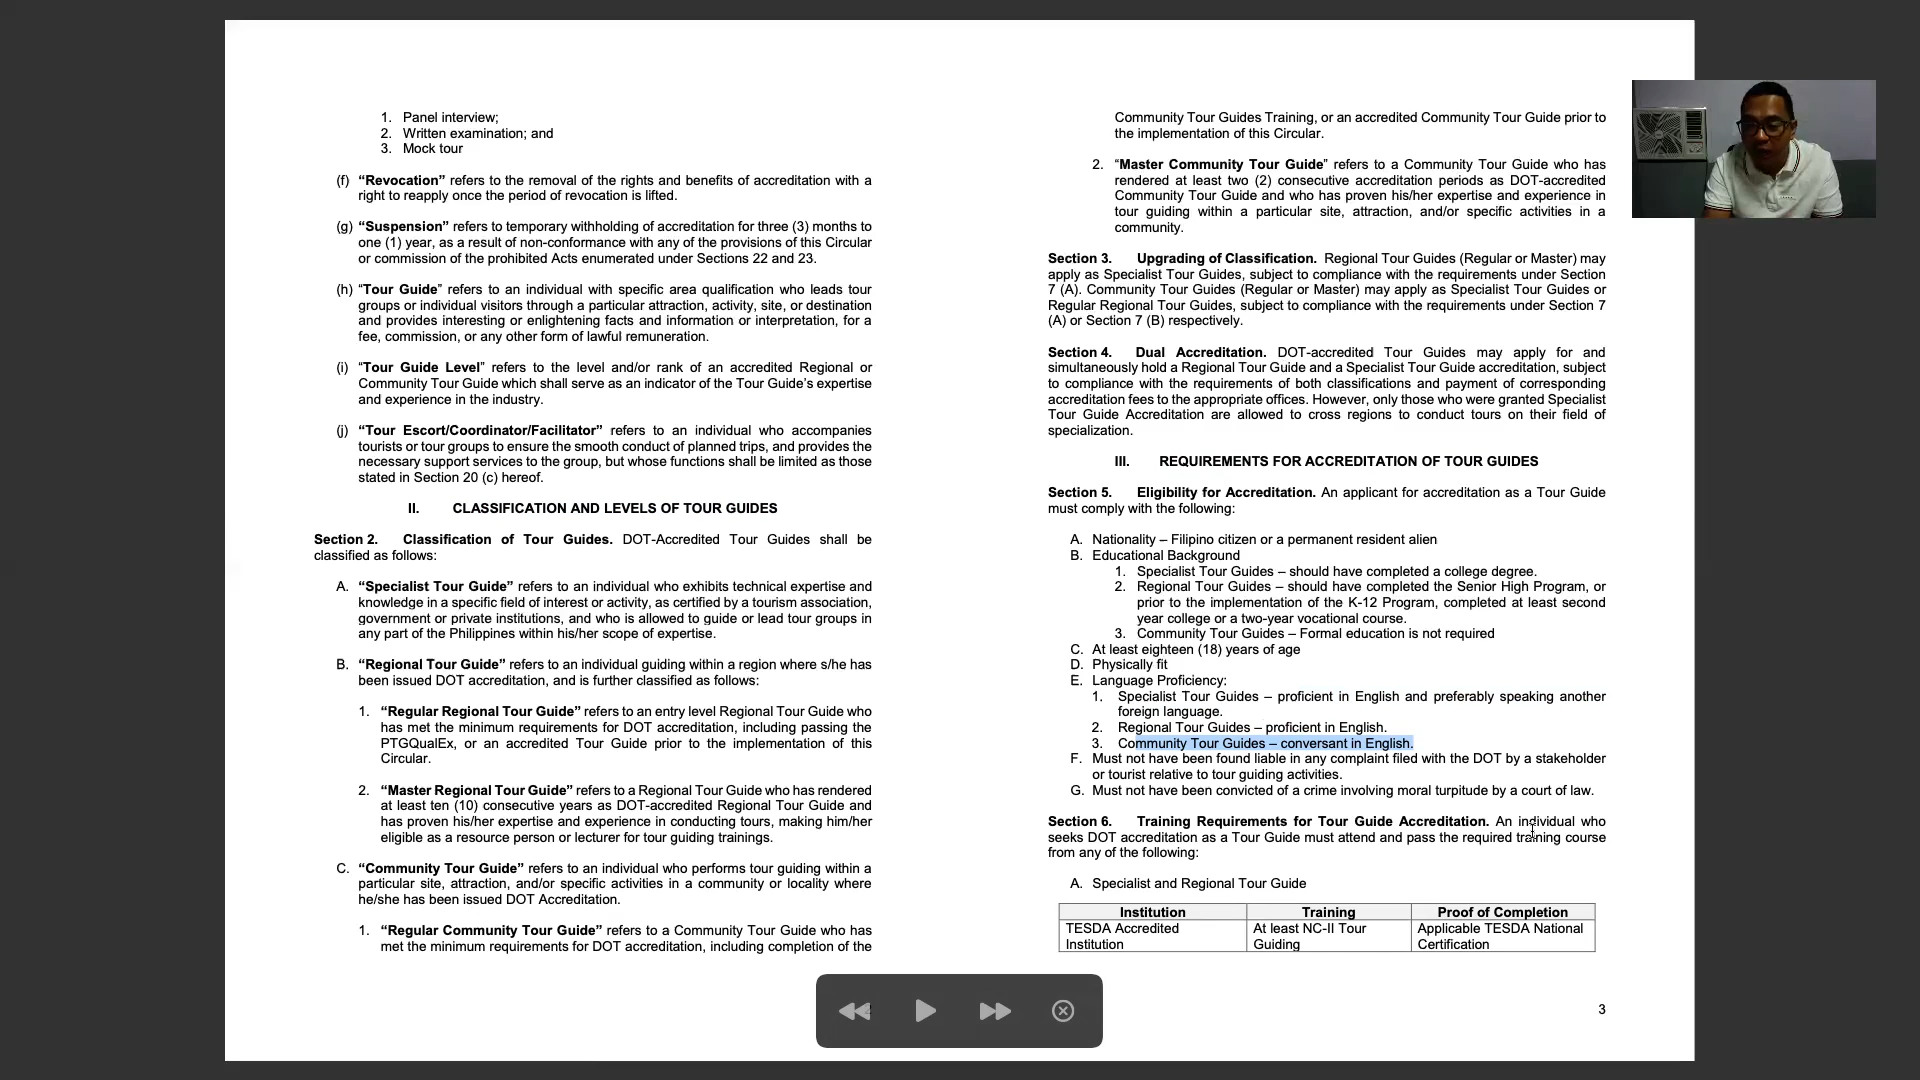 1. Panel interview;
2. Written examination; and
3. Mock tour
(f) “Revocation” refers to the removal of the rights and benefits of accreditation with a
right to reapply once the period of revocation is lifted.
(g) “Suspension” refers to temporary withholding of accreditation for three (3) months to
one (1) year, as a result of non-conformance with any of the provisions of this Circular
or commission of the prohibited Acts enumerated under Sections 22 and 23.
(h) “Tour Guide” refers to an individual with specific area qualification who leads tour
groups or individual visitors through a particular attraction, activity, site, or destination
and provides interesting or enlightening facts and information or interpretation, for a
fee, commission, or any other form of lawful remuneration.
(i) “Tour Guide Level” refers to the level and/or rank of an accredited Regional or
Community Tour Guide which shall serve as an indicator of the Tour Guide’s expertise
and experience in the industry.
(j) “Tour Escort/Coordinator/Facilitator” refers to an individual who accompanies
tourists or tour groups to ensure the smooth conduct of planned trips, and provides the
necessary support services to the group, but whose functions shall be limited as those
stated in Section 20 (c) hereof.
II. CLASSIFICATION AND LEVELS OF TOUR GUIDES
Section 2. Classification of Tour Guides. DOT-Accredited Tour Guides shall be
classified as follows:
A. “Specialist Tour Guide” refers to an individual who exhibits technical expertise and
knowledge in a specific field of interest or activity, as certified by a tourism association,
government or private institutions, and who is allowed to guide or lead tour groups in
any part of the Philippines within his/her scope of expertise.
B. “Regional Tour Guide” refers to an individual guiding within a region where s/he has
been issued DOT accreditation, and is further classified as follows:
1. “Regular Regional Tour Guide” refers to an entry level Regional Tour Guide who
has met the minimum requirements for DOT accreditation, including passing the
PTGQualEx, or an accredited Tour Guide prior to the implementation of this
Circular.
2. “Master Regional Tour Guide” refers to a Regional Tour Guide who has rendered
at least ten (10) consecutive years as DOT-accredited Regional Tour Guide and
has proven his/her expertise and experience in conducting tours, making him/her
eligible as a resource person or lecturer for tour guiding trainings.
C. “Community Tour Guide” refers to an individual who performs tour guiding within a
particular site, attraction, and/or specific activities in a community or locality where
he/she has been issued DOT Accreditation.
1. “Regular Community Tour Guide” refers to a Community Tour Guide who has
met the minimum requirements for DOT accreditation, including completion of the
Community Tour Guides Training, or an accredited Community Tour Guide prior to
the implementation of this Circular.
2. “Master Community Tour Guide” refers to a Community Tour Guide who has
rendered at least two (2) consecutive accreditation periods as DOT-accredited
Community Tour Guide and who has proven his/her expertise and experience in
tour guiding within a particular site, attraction, and/or specific activities in a
community.
Section 3. Upgrading of Classification. Regional Tour Guides (Regular or Master) may
apply as Specialist Tour Guides, subject to compliance with the requirements under Section
7 (A). Community Tour Guides (Regular or Master) may apply as Specialist Tour Guides or
Regular Regional Tour Guides, subject to compliance with the requirements under Section 7
(A) or Section 7 (B) respectively.
Section 4. Dual Accreditation. DOT-accredited Tour Guides may apply for and
simultaneously hold a Regional Tour Guide and a Specialist Tour Guide accreditation, subject
to compliance with the requirements of both classifications and payment of corresponding
accreditation fees to the appropriate offices. However, only those who were granted Specialist
Tour Guide Accreditation are allowed to cross regions to conduct tours on their field of
specialization.
III. REQUIREMENTS FOR ACCREDITATION OF TOUR GUIDES
Section 5. Eligibility for Accreditation. An applicant for accreditation as a Tour Guide
must comply with the following:
A. Nationality – Filipino citizen or a permanent resident alien
B. Educational Background
1. Specialist Tour Guides – should have completed a college degree.
2. Regional Tour Guides – should have completed the Senior High Program, or
prior to the implementation of the K-12 Program, completed at least second
year college or a two-year vocational course.
3. Community Tour Guides – Formal education is not required
C. At least eighteen (18) years of age
D. Physically fit
E. Language Proficiency:
1. Specialist Tour Guides – proficient in English and preferably speaking another
foreign language.
2. Regional Tour Guides – proficient in English.
3. Community Tour Guides – conversant in English.
F. Must not have been found liable in any complaint filed with the DOT by a stakeholder
or tourist relative to tour guiding activities.
G. Must not have been convicted of a crime involving moral turpitude by a court of law.
Section 6. Training Requirements for Tour Guide Accreditation. An individual who
seeks DOT accreditation as a Tour Guide must attend and pass the required training course
from any of the following:
A. Specialist and Regional Tour Guide
Institution Training Proof of Completion
TESDA Accredited At least NC-II Tour Applicable TESDA National
Institution Guiding Certification
3